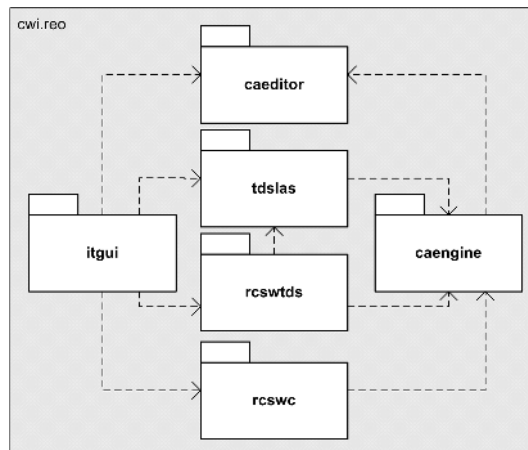 cwi.reo
caeditor
tdslas
itgui
caengine
rcswtds
rcswc